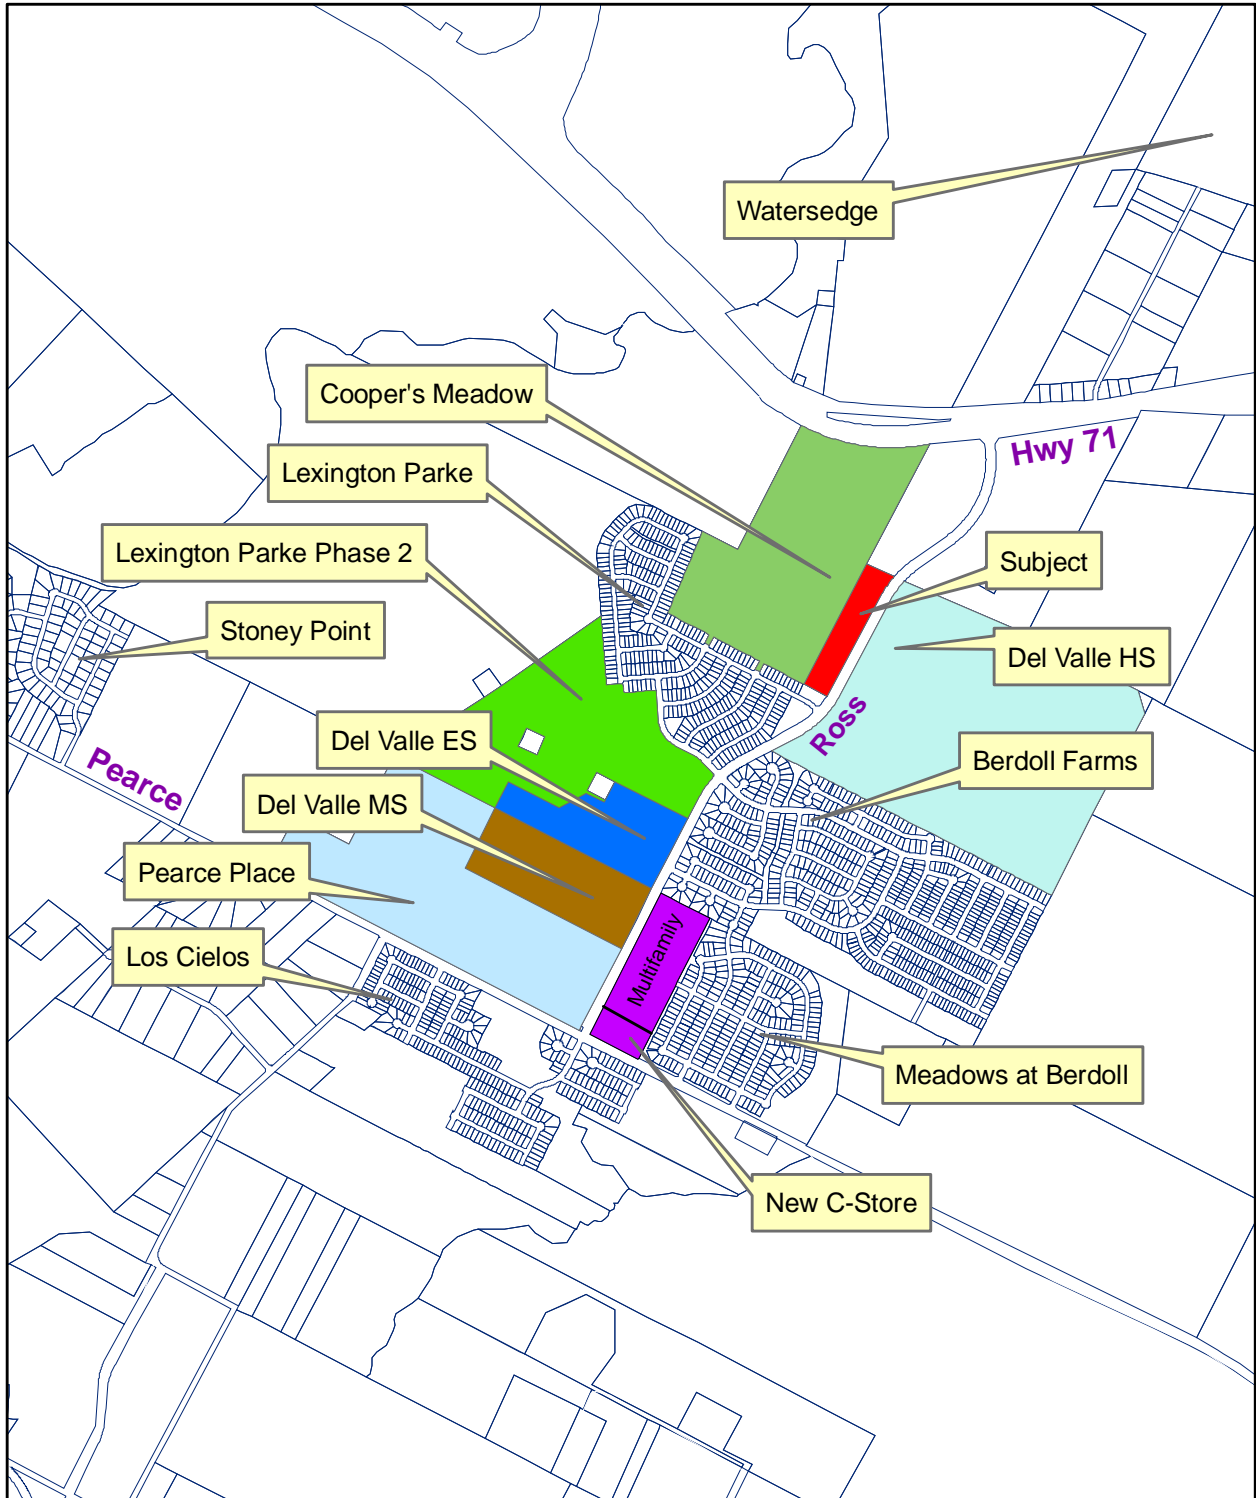 Watersedge
Cooper's Meadow
Hwy 71
Lexington Parke
Lexington Parke Phase 2
Subject
Stoney Point
Del Valle HS
Ross
Del Valle ES
Berdoll Farms
Pearce
Del Valle MS
Pearce Place
Multifamily
Los Cielos
Meadows at Berdoll
New C-Store